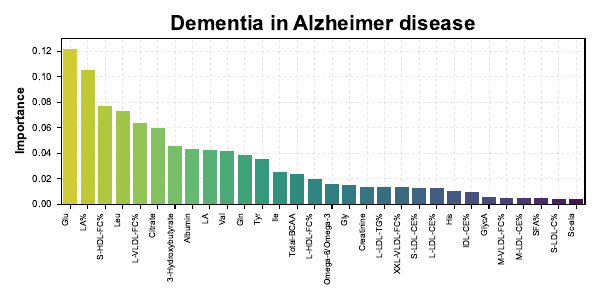 Dementia in Alzheimer disease
Importance
0.12
0.10
0.08
0.06
0.04
0.02
0.00
Glu
LA%
S-HDL-FC%
Leu
L-VLDL-FC%
Citrate
3-Hydroxybutyrate
Albumin
LA
Val
Gln
Tyr
Ile
Total-BCAA
L-HDL-FC%
Omega-6/Omega-3
Gly
Creatinine
L-LDL-TG%
XXL-VLDL-FC%
S-LDL-CE%
L-LDL-CE%
His
IDL-CE%
GlycA
M-VLDL-FC%
M-LDL-CE%
SFA%
S-LDL-C%